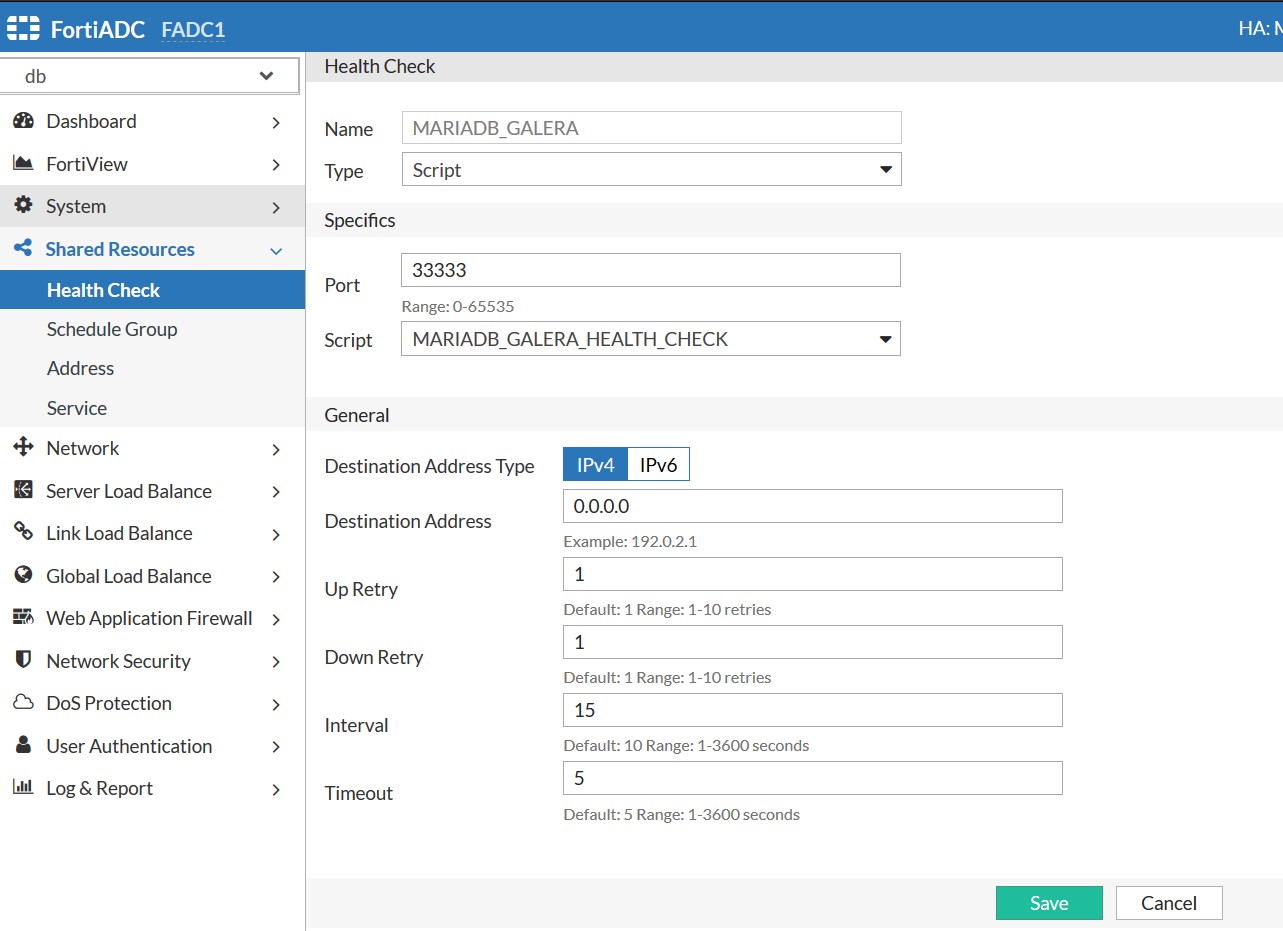 FortiADC FADC1 HA: N
db
Dashboard
FortiView
System
Shared Resources
Health Check
Schedule Group
Address
Service
Network
Server Load Balance
Link Load Balance
Global Load Balance
Web Application Firewall
Network Security
DoS Protection
User Authentication
Log & Report
Health Check
Name MARIADB_GALERA
Type Script
Specifics
Port 33333
Range: 0-65535
Script MARIADB_GALERA_HEALTH_CHECK
General
Destination Address Type IPv4 IPv6
Destination Address 0.0.0.0
Example: 192.0.2.1
Up Retry 1
Default: 1 Range: 1-10 retries
Down Retry 1
Default: 1 Range: 1-10 retries
Interval 15
Default: 10 Range: 1-3600 seconds
Timeout 5
Default: 5 Range: 1-3600 seconds
Save Cancel